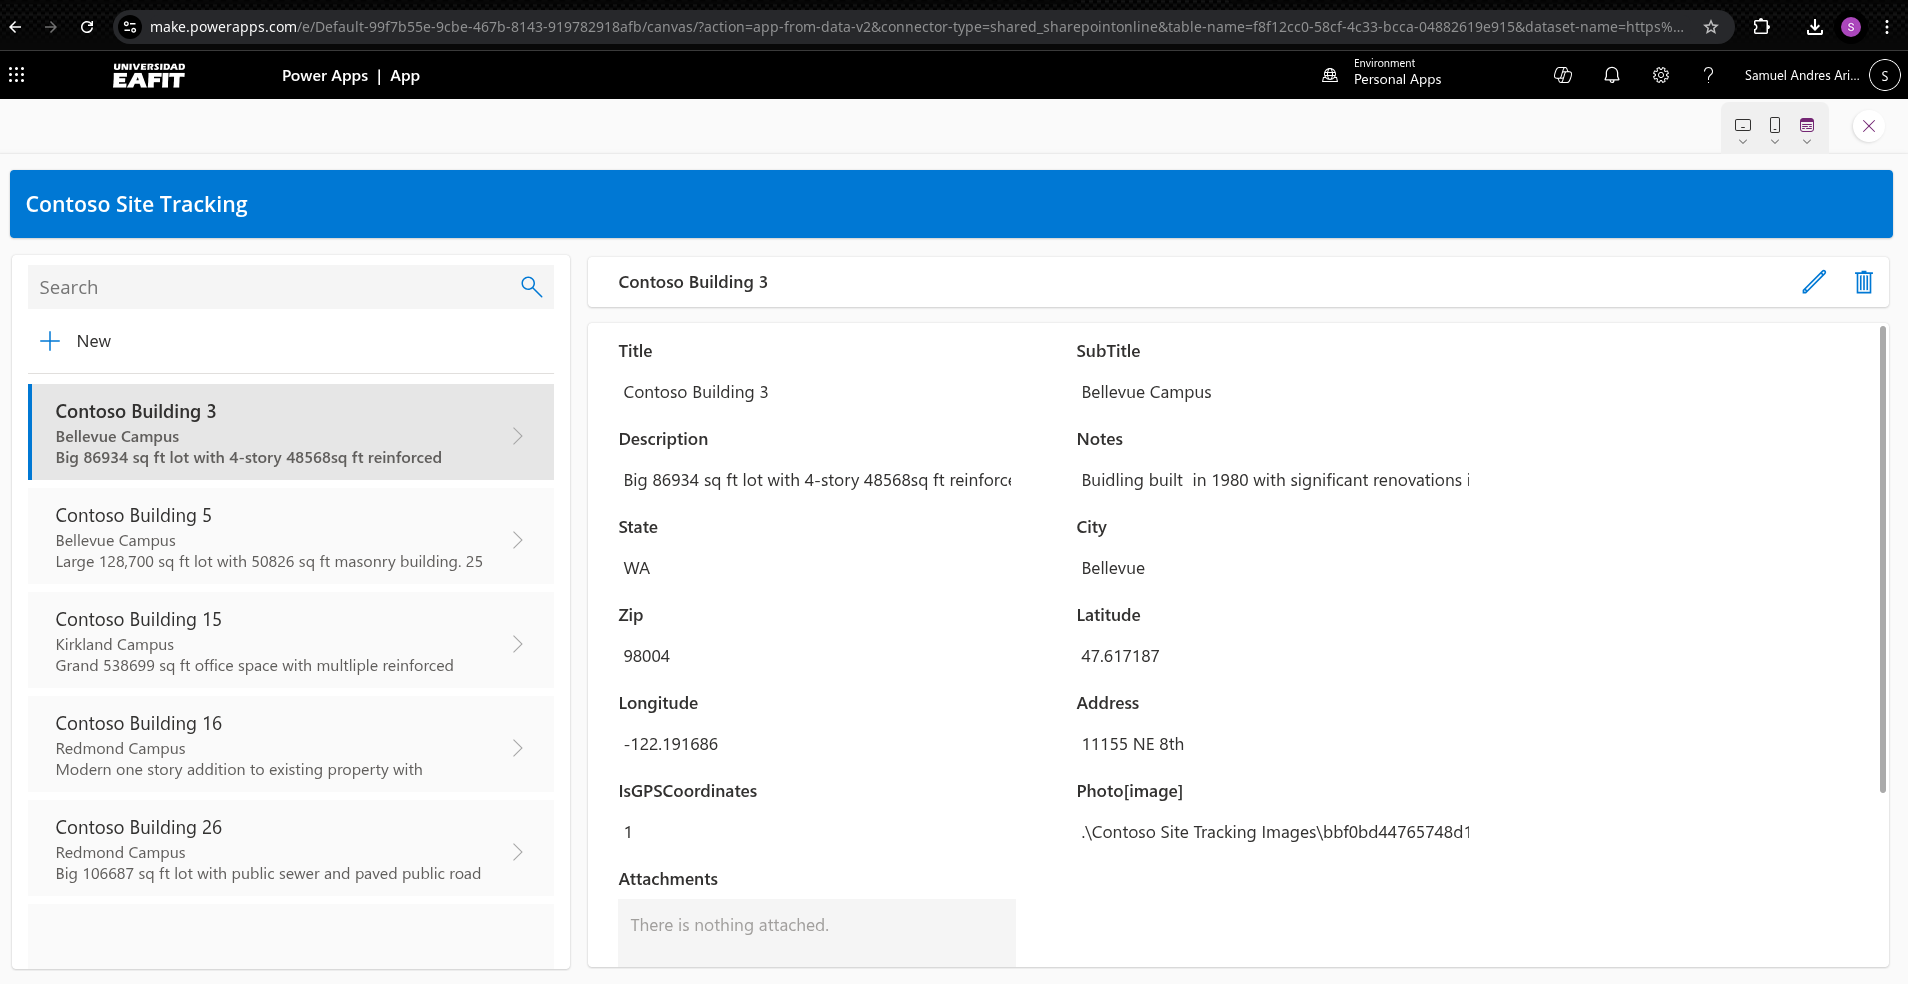 make.powerapps.com/e/Default-99f7b55e-9cbe-467b-8143-919782918afb/canvas/?action=app-from-data-v2&connector-type=shared_sharepointonline&table-name=f8f12cc0-58cf-4c33-bcca-04882619e915&dataset-name=https%...
S
UNIVERSIDAD
EAFIT
Power Apps | App
Environment
Personal Apps
?
Samuel Andres Ari...
S
Contoso Site Tracking
Search
New
Contoso Building 3
Bellevue Campus
Big 86934 sq ft lot with 4-story 48568sq ft reinforced
Contoso Building 5
Bellevue Campus
Large 128,700 sq ft lot with 50826 sq ft masonry building. 25
Contoso Building 15
Kirkland Campus
Grand 538699 sq ft office space with multliple reinforced
Contoso Building 16
Redmond Campus
Modern one story addition to existing property with
Contoso Building 26
Redmond Campus
Big 106687 sq ft lot with public sewer and paved public road
Contoso Building 3
Title
SubTitle
Contoso Building 3
Bellevue Campus
Description
Notes
Big 86934 sq ft lot with 4-story 48568sq ft reinforce
Buidling built  in 1980 with significant renovations i
State
City
WA
Bellevue
Zip
Latitude
98004
47.617187
Longitude
Address
-122.191686
11155 NE 8th
IsGPSCoordinates
Photo[image]
1
.\Contoso Site Tracking Images\bbf0bd44765748d1
Attachments
There is nothing attached.